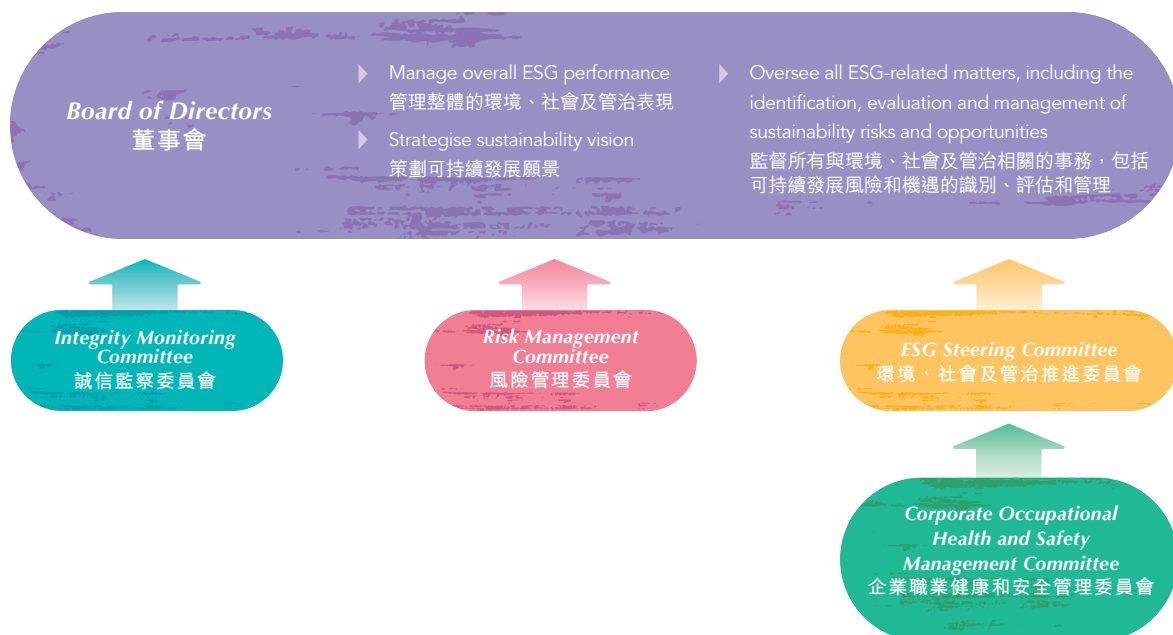 Board of Directors
董事會
Manage overall ESG performance
管理整體的環境、社會及管治表現
Strategise sustainability vision
策劃可持續發展願景
Oversee all ESG-related matters, including the
identification, evaluation and management of
sustainability risks and opportunities
監督所有與環境、社會及管治相關的事務，包括
可持續發展風險和機遇的識別、評估和管理
Integrity Monitoring
Committee
誠信監察委員會
Risk Management
Committee
風險管理委員會
ESG Steering Committee
環境、社會及管治推進委員會
Corporate Occupational
Health and Safety
Management Committee
企業職業健康和安全管理委員會